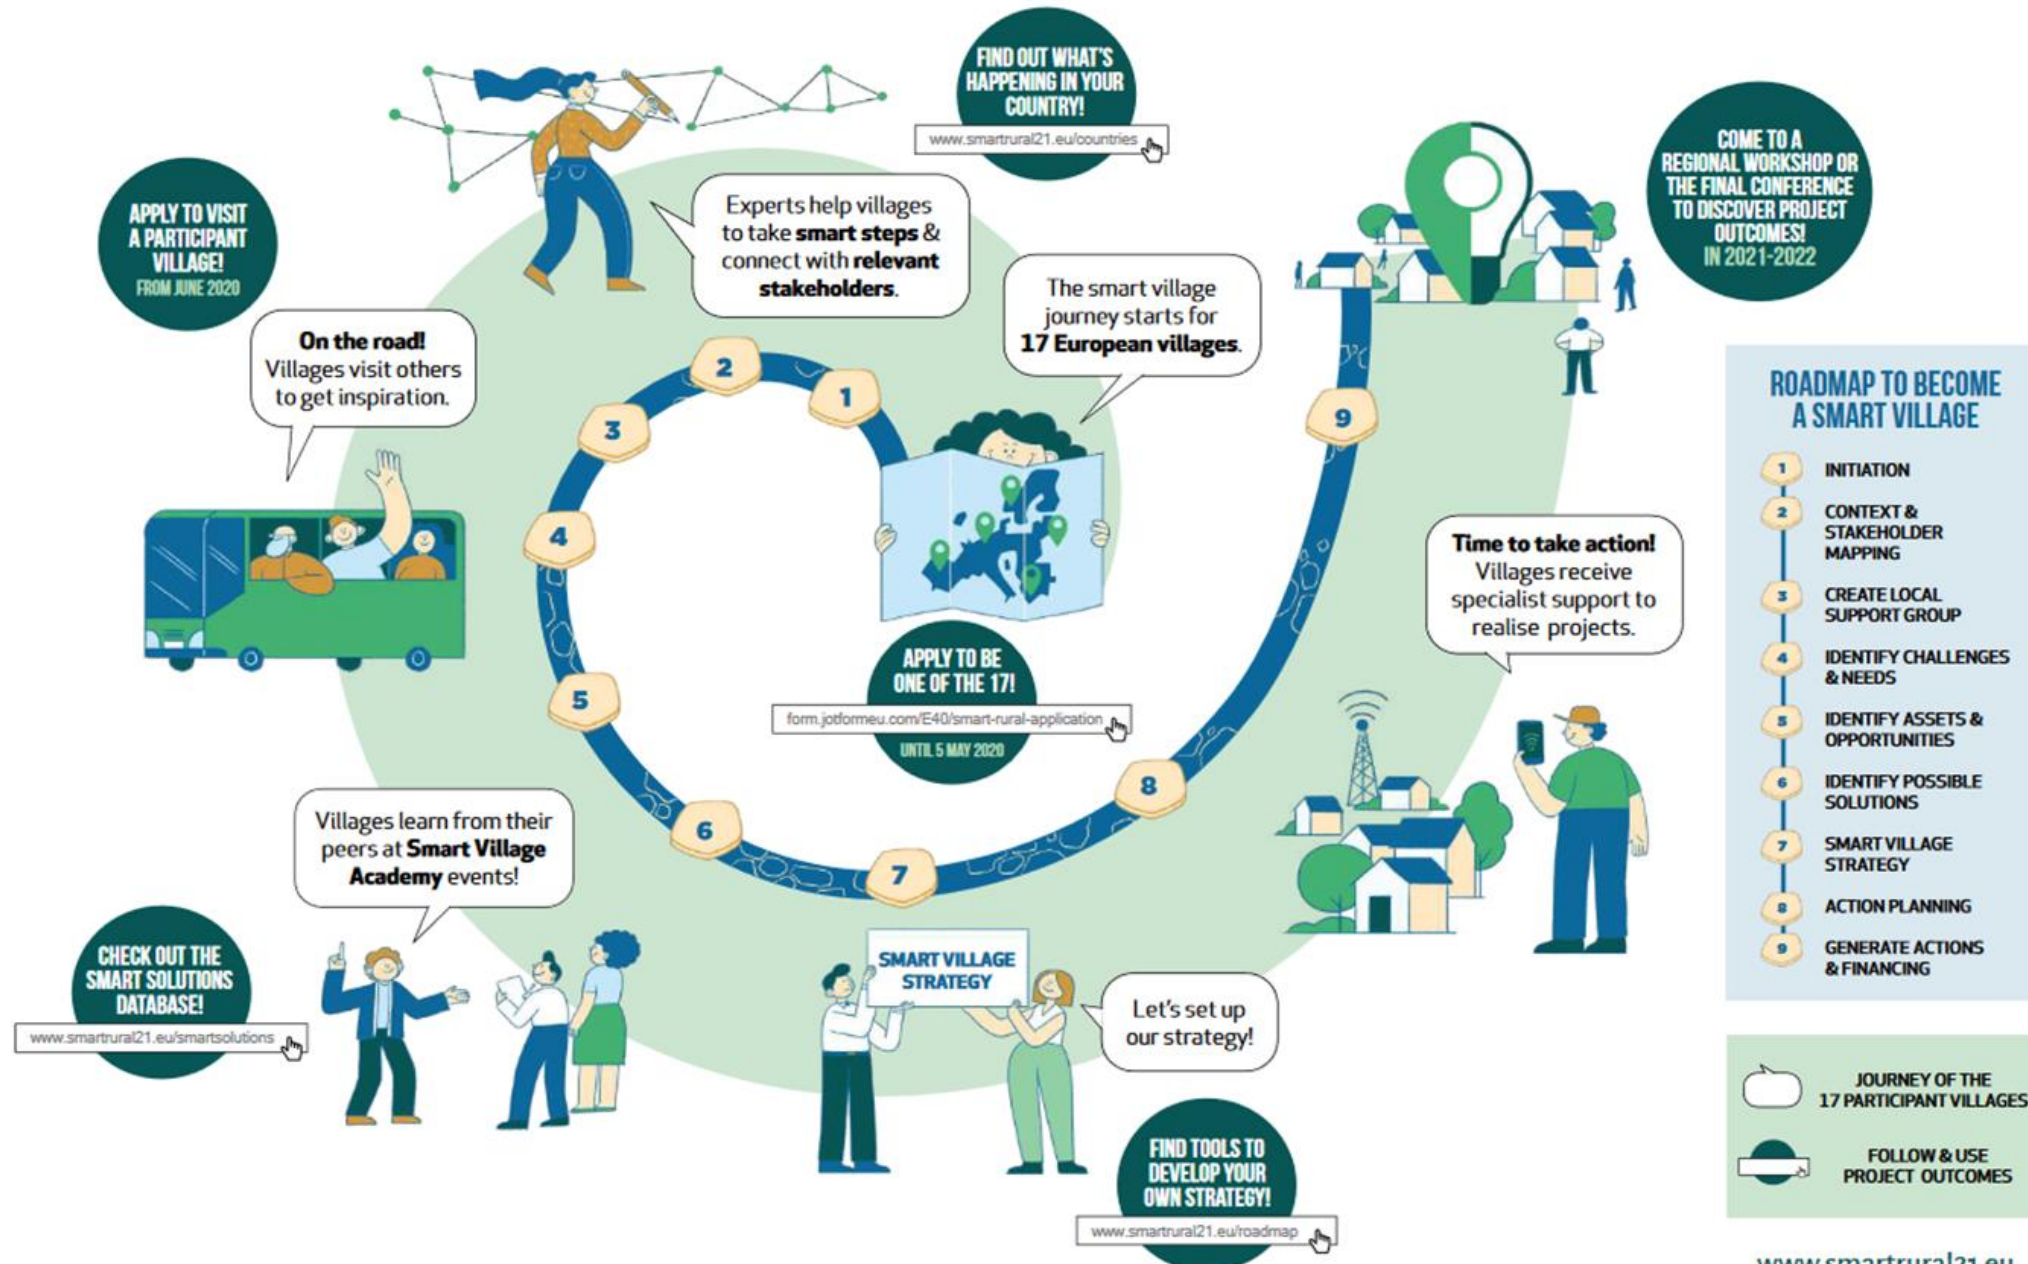 FIND OUT WHAT'S
HAPPENING IN YOUR
COUNTRY!
www.smartrural21.eu/countries
COME TO A
REGIONAL WORKSHOP OR
THE FINAL CONFERENCE
TO DISCOVER PROJECT
OUTCOMES!
IN 2021-2022
APPLY TO VISIT
A PARTICIPANT
VILLAGE!
FROM JUNE 2020
Experts help villages
to take smart steps &
connect with relevant
stakeholders.
The smart village
journey starts for
17 European villages.
On the road!
Villages visit others
to get inspiration.
1
2
3
4
5
6
7
8
9
APPLY TO BE
ONE OF THE 17!
form.jotformeu.com/E40/smart-rural-application
UNTIL 5 MAY 2020
Time to take action!
Villages receive
specialist support to
realise projects.
Villages learn from their
peers at Smart Village
Academy events!
CHECK OUT THE
SMART SOLUTIONS
DATABASE!
www.smartrural21.eu/smartsolutions
SMART VILLAGE
STRATEGY
Let's set up
our strategy!
FIND TOOLS TO
DEVELOP YOUR
OWN STRATEGY!
www.smartrural21.eu/roadmap
ROADMAP TO BECOME
A SMART VILLAGE
1 INITIATION
2 CONTEXT &
STAKEHOLDER
MAPPING
3 CREATE LOCAL
SUPPORT GROUP
4 IDENTIFY CHALLENGES
& NEEDS
5 IDENTIFY ASSETS &
OPPORTUNITIES
6 IDENTIFY POSSIBLE
SOLUTIONS
7 SMART VILLAGE
STRATEGY
8 ACTION PLANNING
9 GENERATE ACTIONS
& FINANCING
JOURNEY OF THE
17 PARTICIPANT VILLAGES
FOLLOW & USE
PROJECT OUTCOMES
www.smartrural21.eu